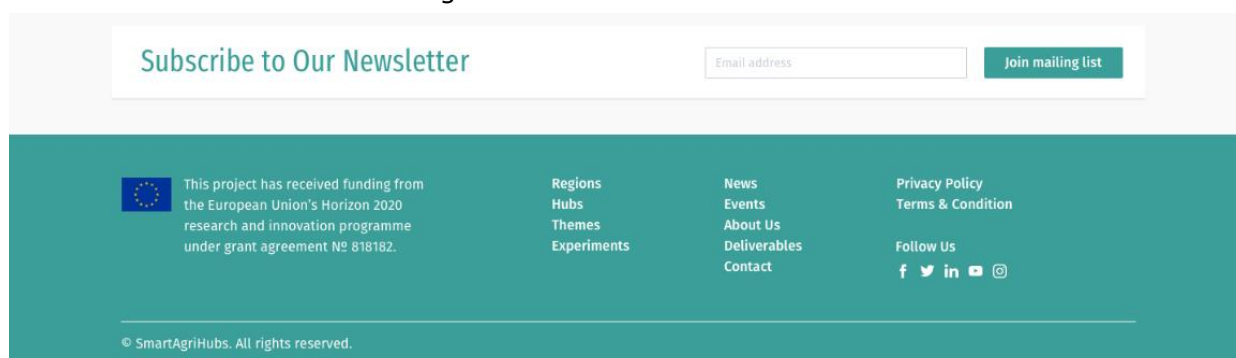 Subscribe to Our Newsletter
Email address
Join mailing list
This project has received funding from
the European Union's Horizon 2020
research and innovation programme
under grant agreement Nº 818182.
Regions
Hubs
Themes
Experiments
News
Events
About Us
Deliverables
Contact
Privacy Policy
Terms & Condition
Follow Us
© SmartAgriHubs. All rights reserved.